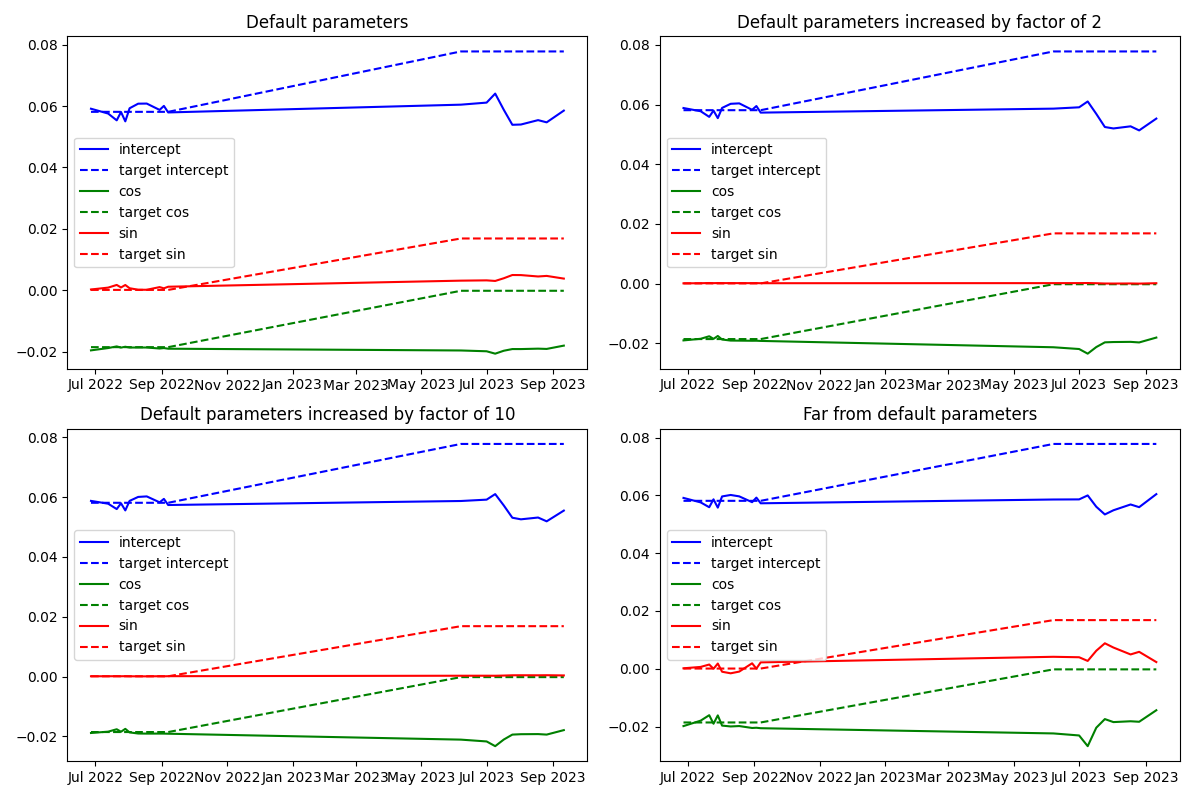 Default parameters
0.08
0.06
0.04
0.02
0.00
−0.02
intercept
target intercept
cos
target cos
sin
target sin
Jul 2022 Sep 2022 Nov 2022 Jan 2023 Mar 2023 May 2023 Jul 2023 Sep 2023
Default parameters increased by factor of 2
0.08
0.06
0.04
0.02
0.00
−0.02
intercept
target intercept
cos
target cos
sin
target sin
Jul 2022 Sep 2022 Nov 2022 Jan 2023 Mar 2023 May 2023 Jul 2023 Sep 2023
Default parameters increased by factor of 10
0.08
0.06
0.04
0.02
0.00
−0.02
intercept
target intercept
cos
target cos
sin
target sin
Jul 2022 Sep 2022 Nov 2022 Jan 2023 Mar 2023 May 2023 Jul 2023 Sep 2023
Far from default parameters
0.08
0.06
0.04
0.02
0.00
−0.02
intercept
target intercept
cos
target cos
sin
target sin
Jul 2022 Sep 2022 Nov 2022 Jan 2023 Mar 2023 May 2023 Jul 2023 Sep 2023